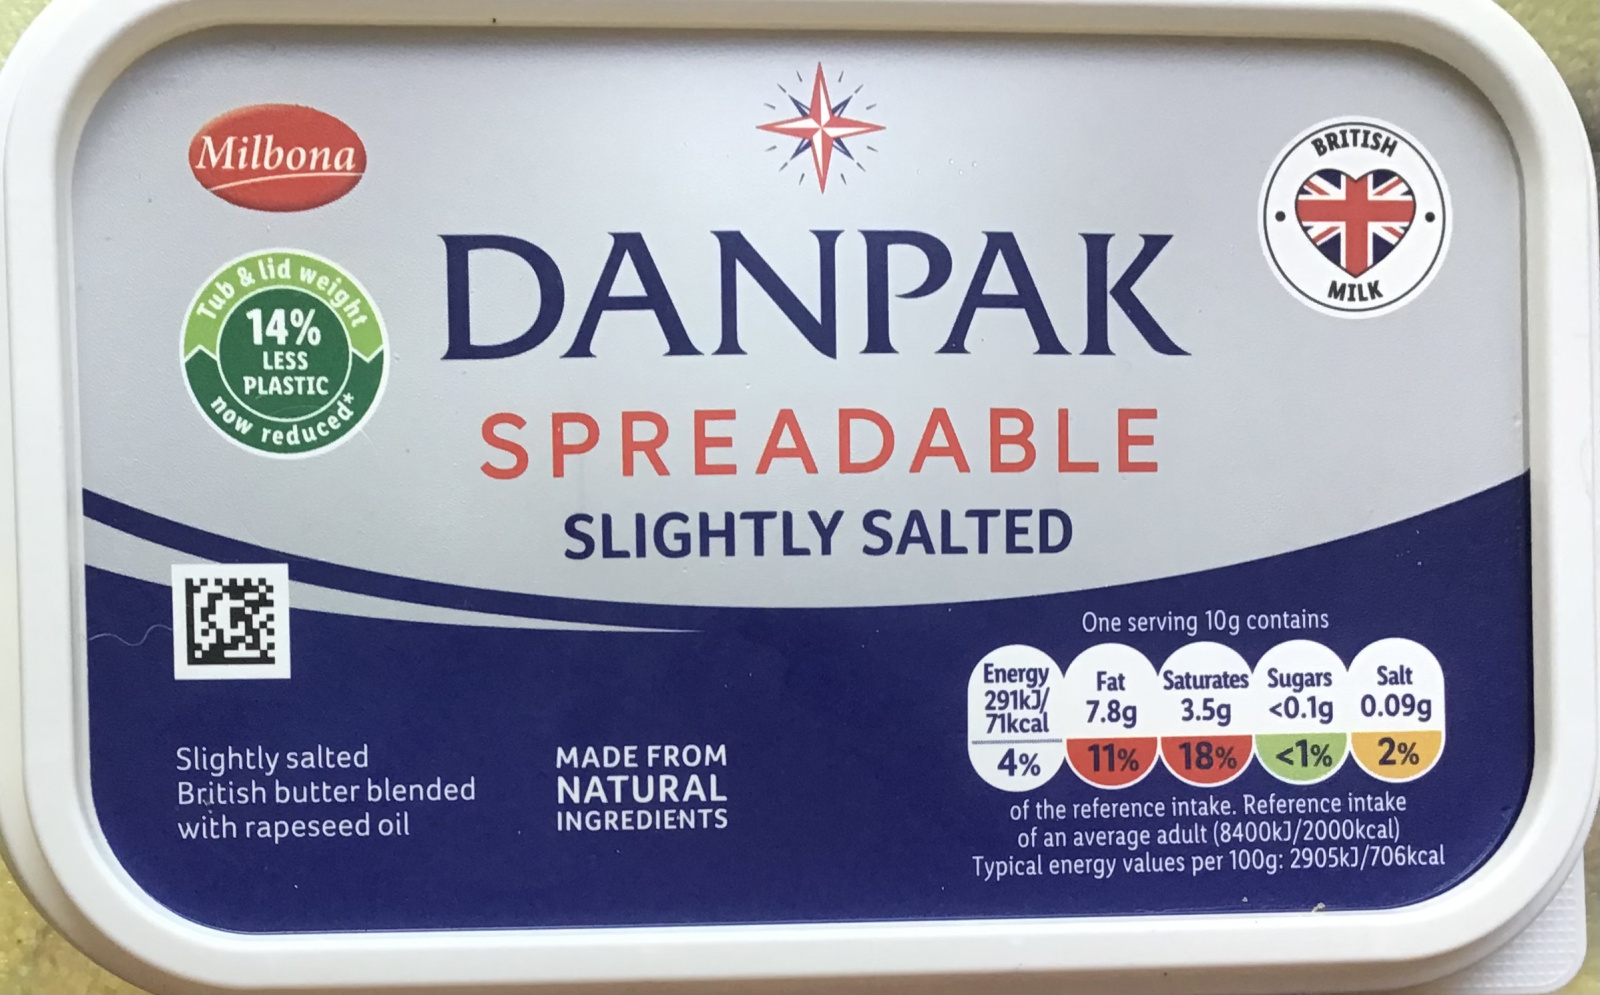 Milbona
BRITISH
MILK
Tub & lid weight
14%
LESS
PLASTIC
now reduced*
DANPAK
SPREADABLE
SLIGHTLY SALTED
Slightly salted
British butter blended
with rapeseed oil
MADE FROM
NATURAL
INGREDIENTS
One serving 10g contains
Energy
291kJ/
71kcal
4%
Fat
7.8g
11%
Saturates
3.5g
18%
Sugars
<0.1g
<1%
Salt
0.09g
2%
of the reference intake. Reference intake
of an average adult (8400kJ/2000kcal)
Typical energy values per 100g: 2905kJ/706kcal